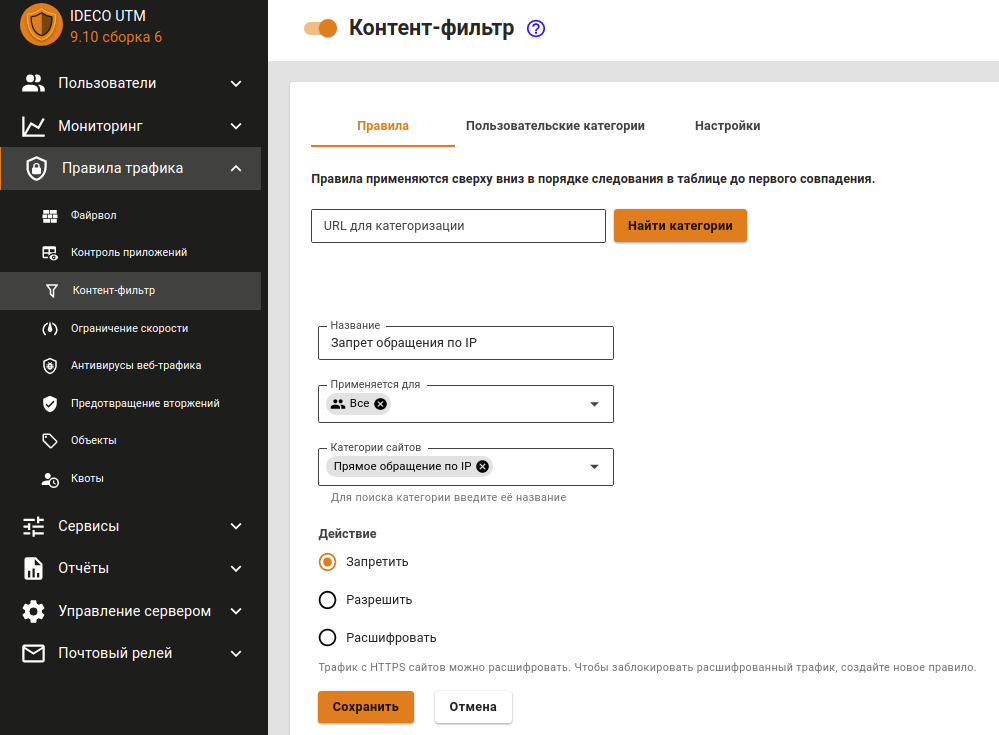 IDECO UTM
9.10 сборка 6
Пользователи
Мониторинг
Правила трафика
Файрвол
Контроль приложений
Контент-фильтр
Ограничение скорости
Антивирусы веб-трафика
Предотвращение вторжений
Объекты
Квоты
Сервисы
Отчёты
Управление сервером
Почтовый релей
Контент-фильтр ?
Правила Пользовательские категории Настройки
Правила применяются сверху вниз в порядке следования в таблице до первого совпадения.
URL для категоризации Найти категории
Название
Запрет обращения по IP
Применяется для
Все
Категории сайтов
Прямое обращение по IP
Для поиска категории введите её название
Действие
Запретить
Разрешить
Расшифровать
Трафик с HTTPS сайтов можно расшифровать. Чтобы заблокировать расшифрованный трафик, создайте новое правило.
Сохранить Отмена